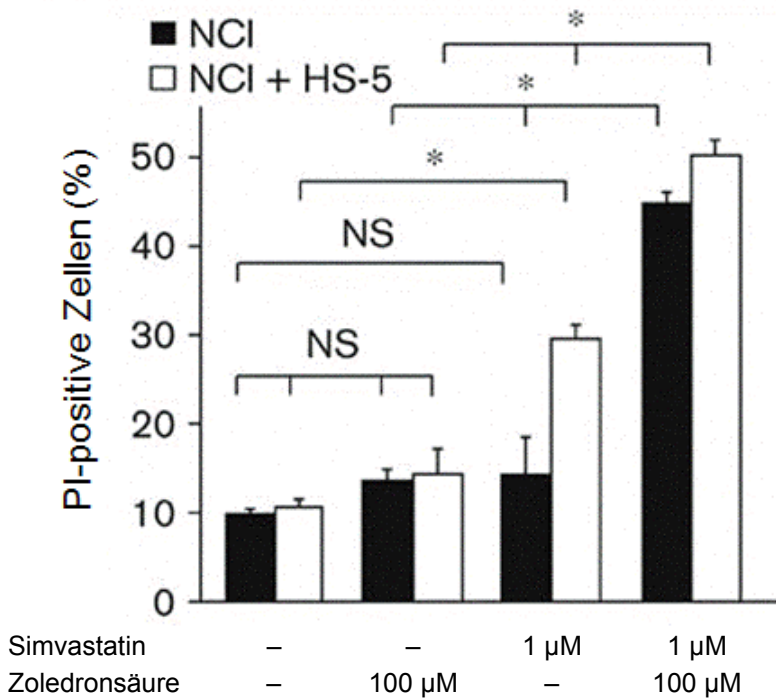 NCI
NCI + HS-5
*
*
*
NS
NS
PI-positive Zellen (%)
50
40
30
20
10
0
Simvastatin – – 1 µM 1 µM
Zoledronsäure – 100 µM – 100 µM